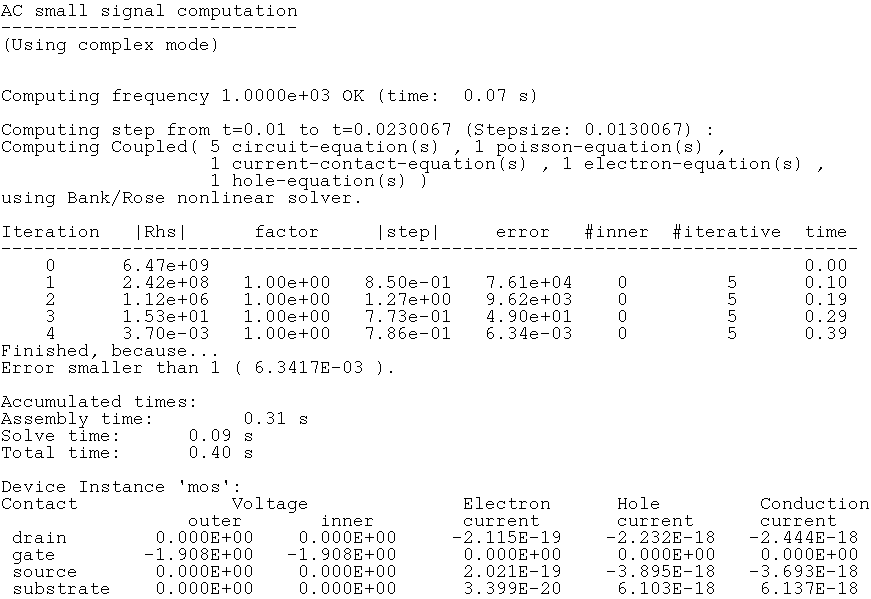 AC small signal computation
---------------------------
(Using complex mode)
Computing frequency 1.0000e+03 OK (time:  0.07 s)
Computing step from t=0.01 to t=0.0230067 (Stepsize: 0.0130067) :
Computing Coupled( 5 circuit-equation(s) , 1 poisson-equation(s) ,
                   1 current-contact-equation(s) , 1 electron-equation(s) ,
                   1 hole-equation(s) )
using Bank/Rose nonlinear solver.
Iteration   |Rhs|      factor     |step|     error   #inner  #iterative  time
------------------------------------------------------------------------------
    0      6.47e+09                                                      0.00
    1      2.42e+08   1.00e+00   8.50e-01   7.61e+04    0         5      0.10
    2      1.12e+06   1.00e+00   1.27e+00   9.62e+03    0         5      0.19
    3      1.53e+01   1.00e+00   7.73e-01   4.90e+01    0         5      0.29
    4      3.70e-03   1.00e+00   7.86e-01   6.34e-03    0         5      0.39
Finished, because...
Error smaller than 1 ( 6.3417E-03 ).
Accumulated times:
Assembly time:        0.31 s
Solve time:      0.09 s
Total time:      0.40 s
Device Instance 'mos':
Contact              Voltage                Electron      Hole         Conduction
                 outer       inner          current       current      current
 drain        0.000E+00    0.000E+00     -2.115E-19    -2.232E-18   -2.444E-18
 gate        -1.908E+00   -1.908E+00      0.000E+00     0.000E+00    0.000E+00
 source       0.000E+00    0.000E+00      2.021E-19    -3.895E-18   -3.693E-18
 substrate    0.000E+00    0.000E+00      3.399E-20     6.103E-18    6.137E-18